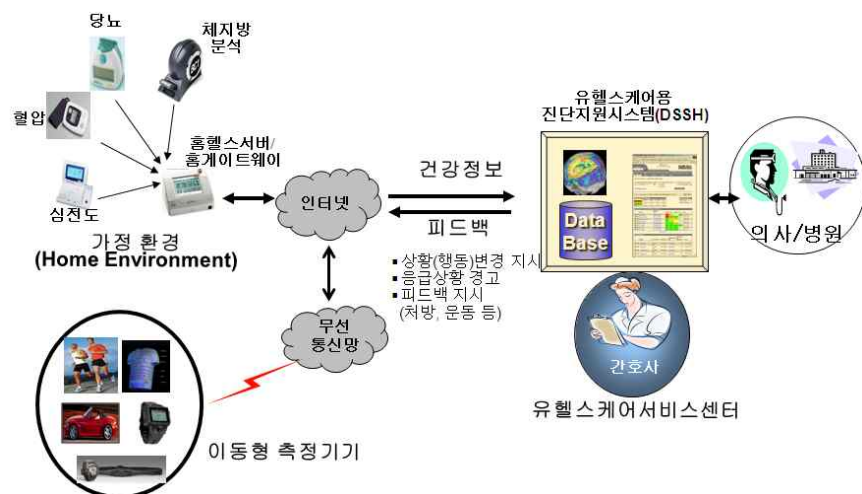 당뇨
체지방
분석
혈압
심전도
홈헬스서버/
홈게이트웨이
가정 환경
(Home Environment)
인터넷
건강정보
피드백
▪ 상황(행동)변경 지시
▪ 응급상황 경고
▪ 피드백 지시
(처방, 운동 등)
무선
통신망
이동형 측정기기
유헬스케어용
진단지원시스템(DSSH)
Data
Base
의사/병원
간호사
유헬스케어서비스센터